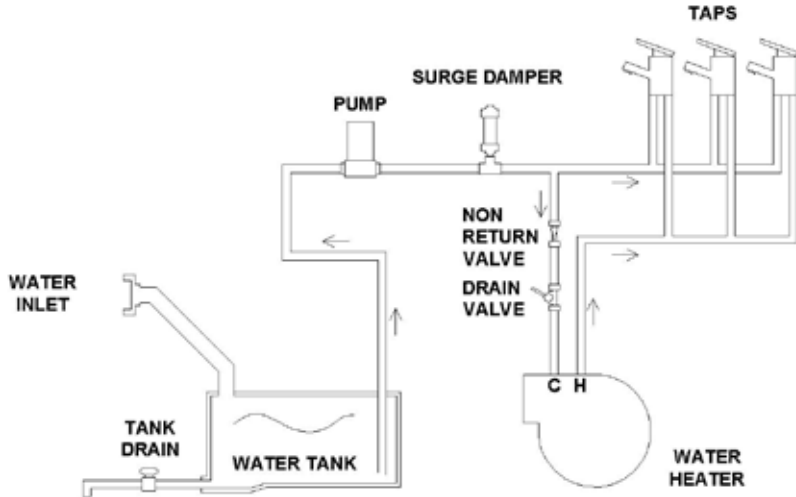 TAPS
SURGE DAMPER
PUMP
NON
RETURN
VALVE
WATER
INLET
DRAIN
VALVE
C H
TANK
DRAIN
WATER TANK
WATER
HEATER